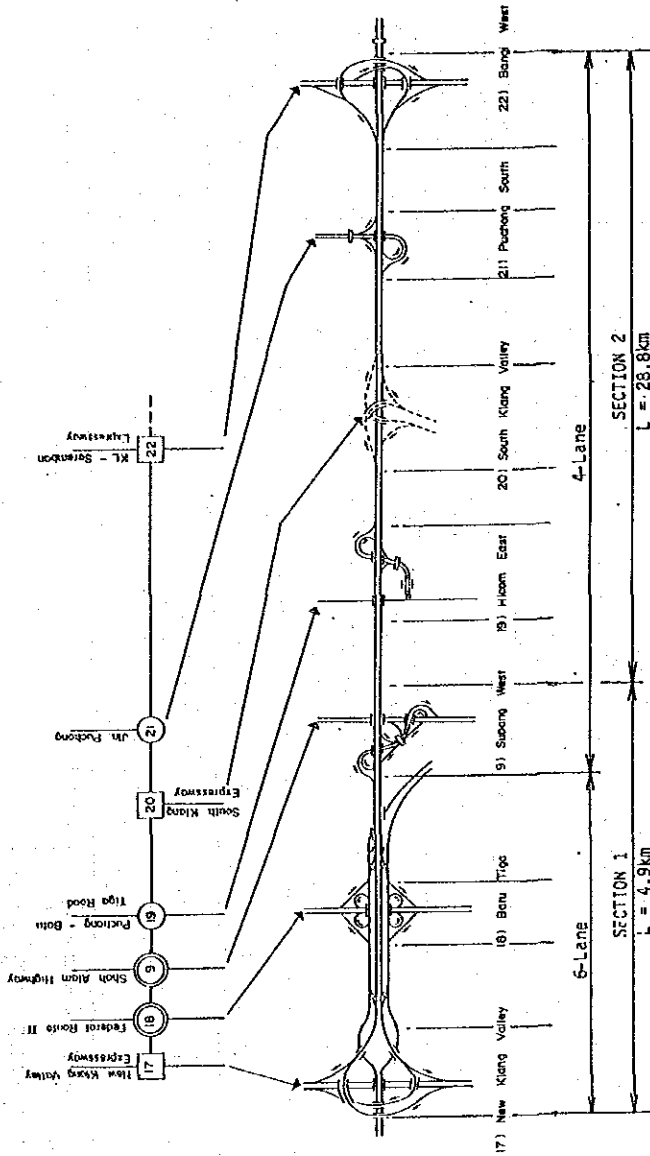 New Klang Valley
Expressway
17
Federal Route II
18
Shah Alam Highway
9
Puchong - Batu
Tiga Road
19
South Klang
Expressway
20
Jln Puchong
21
KL - Seremban
Expressway
22
17) New Klang Valley
18) Batu Tiga
9) Subang West
19) Hicom East
20) South Klang Valley
21) Puchong South
22) Bangi West
6-Lane
4-Lane
SECTION 1
L = 4.9km
SECTION 2
L = 28.8km